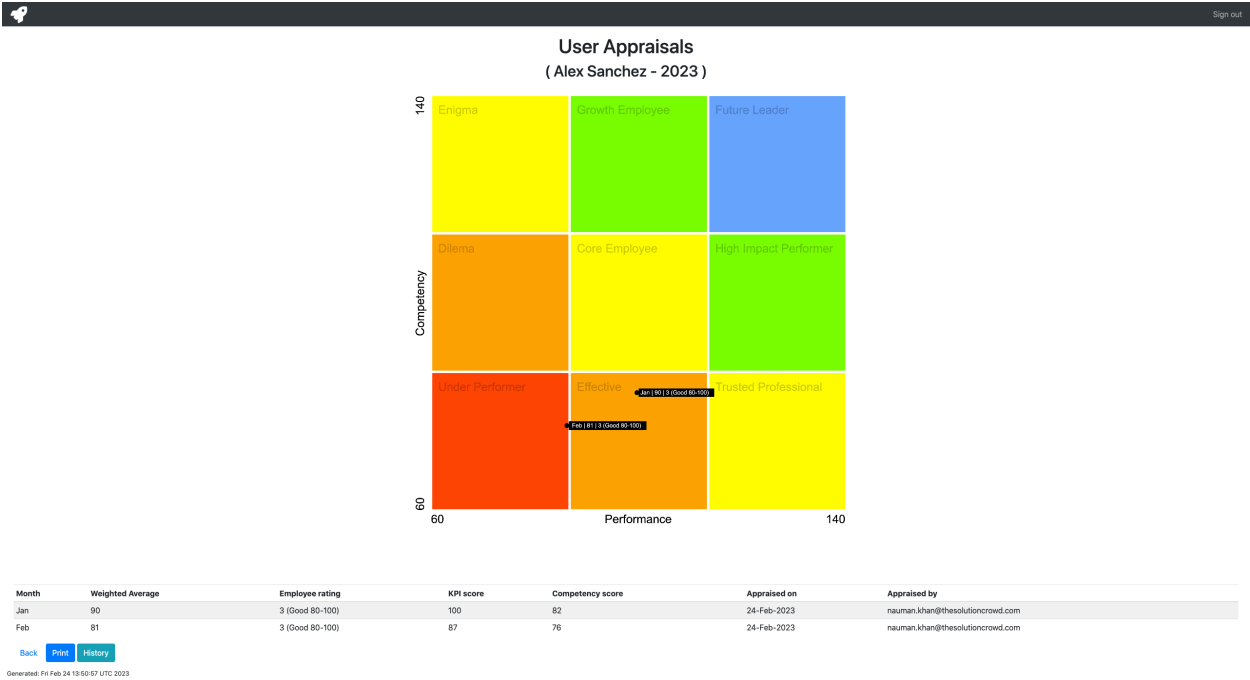 Sign out
User Appraisals
( Alex Sanchez - 2023 )
140
Enigma
Growth Employee
Future Leader
Dilema
Core Employee
High Impact Performer
Competency
Under Performer
Effective
Trusted Professional
Jan | 90 | 3 (Good 80-100)
Feb | 81 | 3 (Good 80-100)
60
60
Performance
140
Month Weighted Average Employee rating KPI score Competency score Appraised on Appraised by
Jan 90 3 (Good 80-100) 100 82 24-Feb-2023 nauman.khan@thesolutioncrowd.com
Feb 81 3 (Good 80-100) 87 76 24-Feb-2023 nauman.khan@thesolutioncrowd.com
Back Print History
Generated: Fri Feb 24 13:50:57 UTC 2023